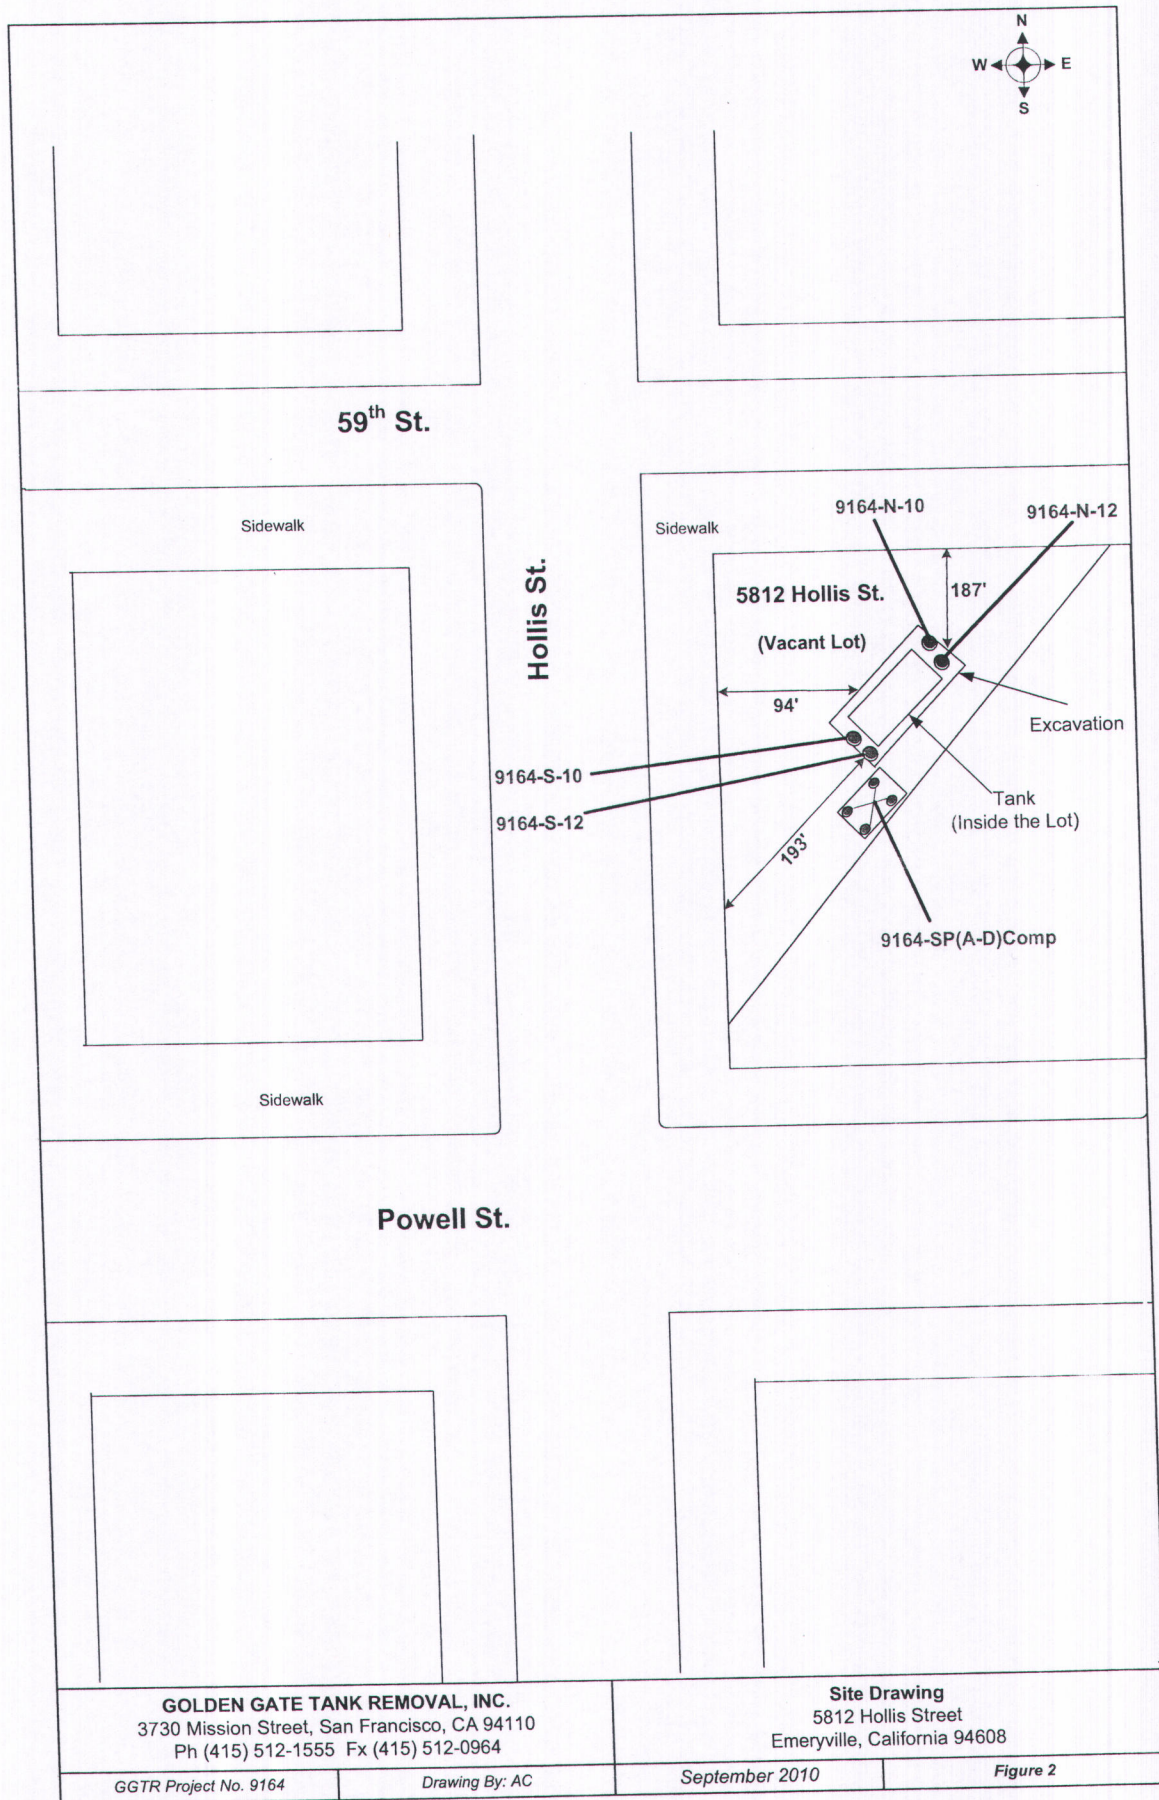 N
W E
S
59th St.
Sidewalk
Sidewalk
Hollis St.
9164-N-10
9164-N-12
5812 Hollis St.
(Vacant Lot)
187'
94'
Excavation
9164-S-10
9164-S-12
Tank
(Inside the Lot)
193'
9164-SP(A-D)Comp
Sidewalk
Powell St.
GOLDEN GATE TANK REMOVAL, INC.
3730 Mission Street, San Francisco, CA 94110
Ph (415) 512-1555 Fx (415) 512-0964
Site Drawing
5812 Hollis Street
Emeryville, California 94608
GGTR Project No. 9164
Drawing By: AC
September 2010
Figure 2